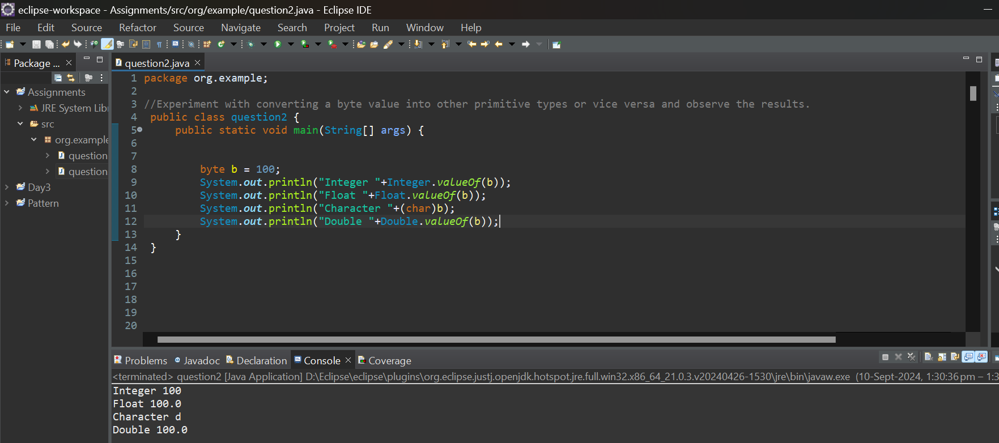 eclipse-workspace - Assignments/src/org/example/question2.java - Eclipse IDE
File Edit Source Refactor Source Navigate Search Project Run Window Help
Package ...
Assignments
JRE System Libr
src
org.example
question
question
Day3
Pattern
question2.java
1 package org.example;
2
3 //Experiment with converting a byte value into other primitive types or vice versa and observe the results.
4 public class question2 {
5 public static void main(String[] args) {
6
7
8 byte b = 100;
9 System.out.println("Integer "+Integer.valueOf(b));
10 System.out.println("Float "+Float.valueOf(b));
11 System.out.println("Character "+(char)b);
12 System.out.println("Double "+Double.valueOf(b));
13 }
14 }
15
16
17
18
19
20
Problems Javadoc Declaration Console Coverage
<terminated> question2 [Java Application] D:\Eclipse\eclipse\plugins\org.eclipse.justj.openjdk.hotspot.jre.full.win32.x86_64_21.0.3.v20240426-1530\jre\bin\javaw.exe (10-Sept-2024, 1:30:36 pm – 1:3
Integer 100
Float 100.0
Character d
Double 100.0